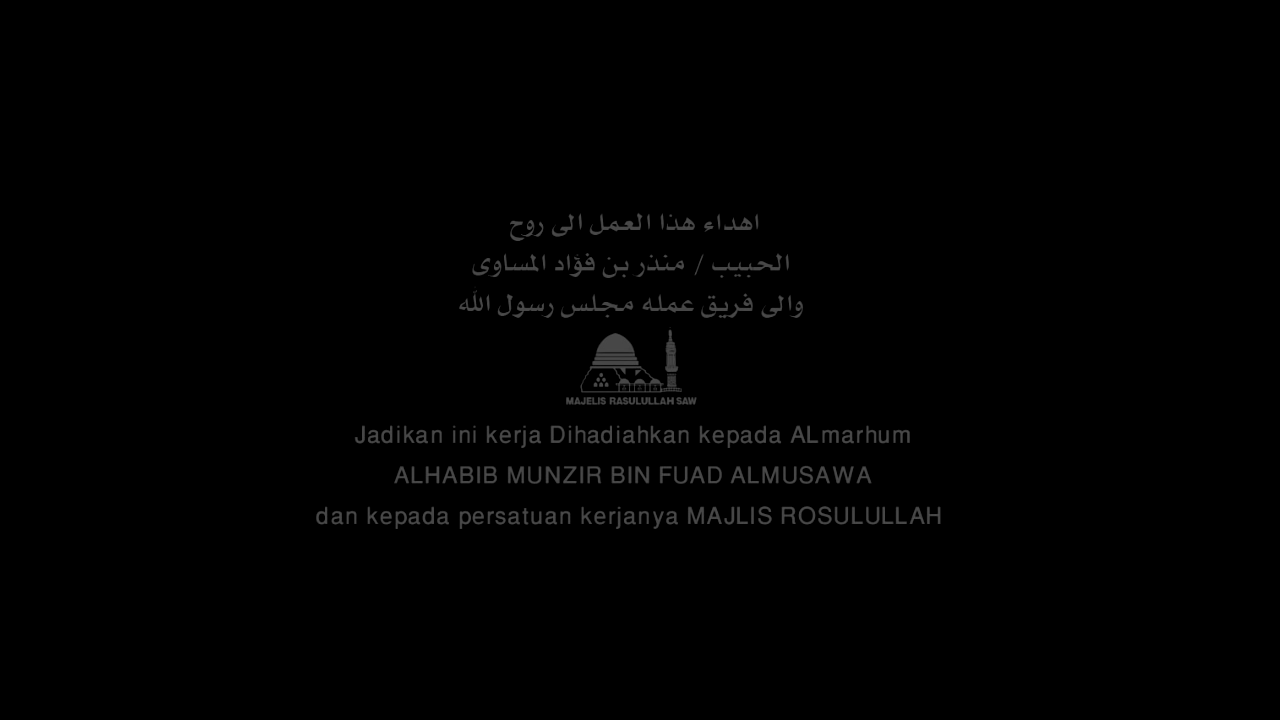 اهداء هذا العمل الى روح
الحبيب / منذر بن فؤاد المساوى
والى فريق عمله مجلس رسول الله
MAJELIS RASULULLAH SAW
Jadikan ini kerja Dihadiahkan kepada ALmarhum
ALHABIB MUNZIR BIN FUAD ALMUSAWA
dan kepada persatuan kerjanya MAJLIS ROSULULLAH